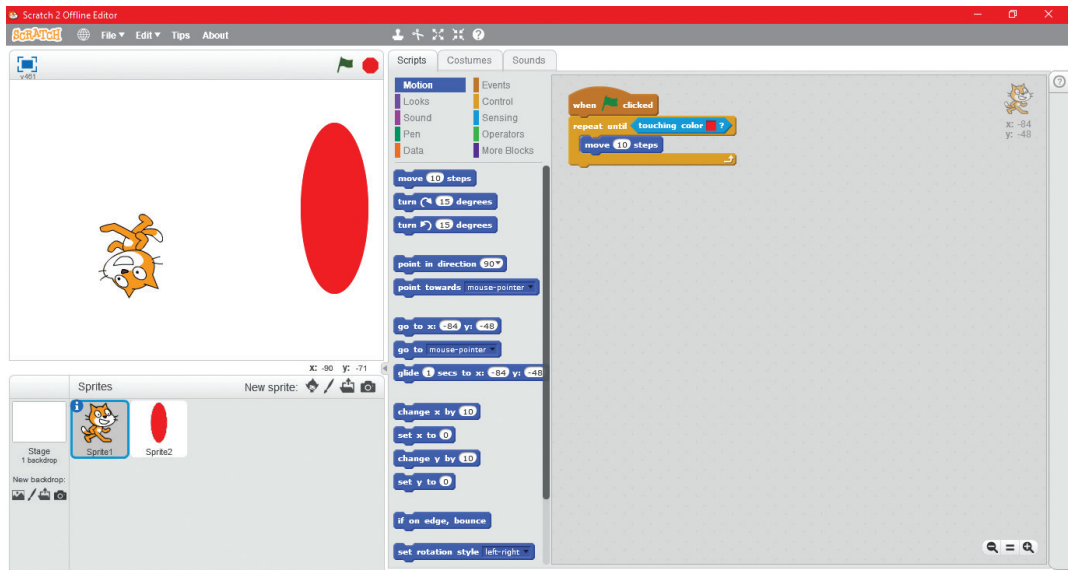 Scratch 2 Offline Editor
SCRATCH File Edit Tips About
v461
Scripts Costumes Sounds
Motion Events
Looks Control
Sound Sensing
Pen Operators
Data More Blocks
move 10 steps
turn 15 degrees
turn 15 degrees
point in direction 90
point towards mouse-pointer
go to x: -84 y: -48
go to mouse-pointer
glide 1 secs to x: -84 y: -48
change x by 10
set x to 0
change y by 10
set y to 0
if on edge, bounce
set rotation style left-right
when clicked
repeat until touching color ?
move 10 steps
x: -84
y: -48
X: -90 y: -71
Sprites New sprite:
Stage
1 backdrop
New backdrop:
Sprite1 Sprite2